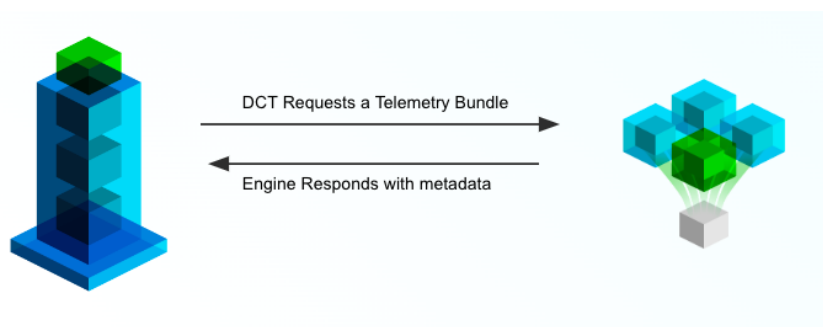 DCT Requests a Telemetry Bundle
Engine Responds with metadata